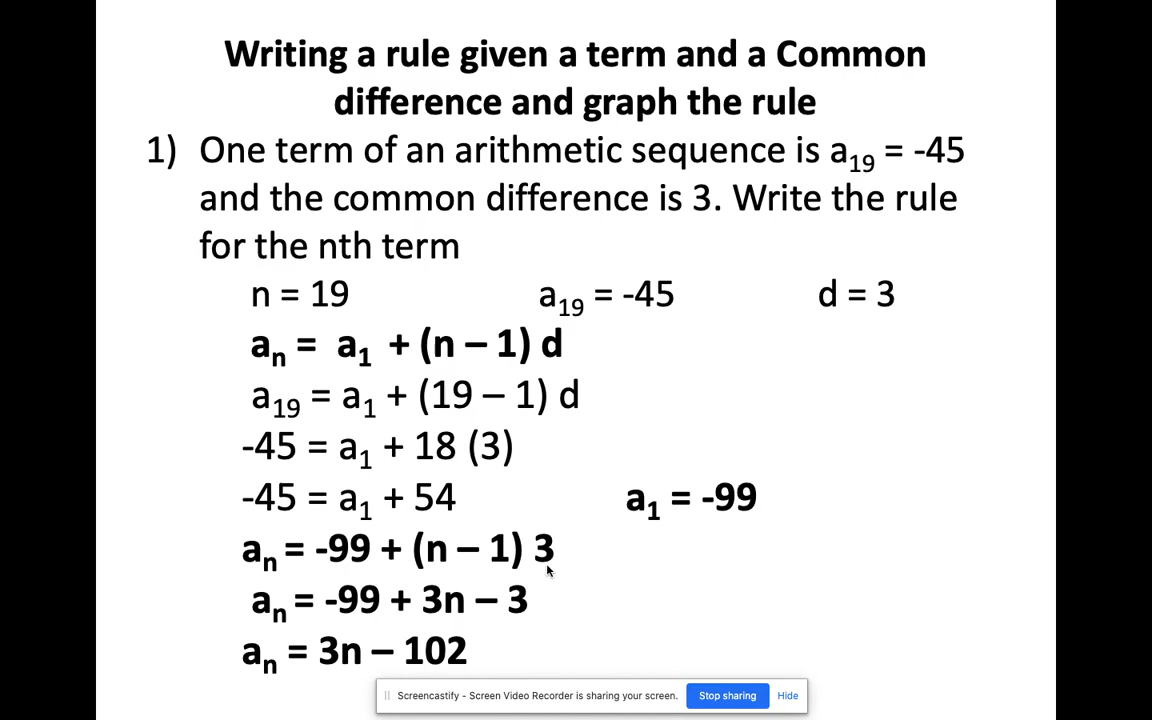 Writing a rule given a term and a Common
difference and graph the rule
1) One term of an arithmetic sequence is a₁₉ = -45
and the common difference is 3. Write the rule
for the nth term
n = 19 a₁₉ = -45 d = 3
aₙ = a₁ + (n – 1) d
a₁₉ = a₁ + (19 – 1) d
-45 = a₁ + 18 (3)
-45 = a₁ + 54 a₁ = -99
aₙ = -99 + (n – 1) 3
aₙ = -99 + 3n – 3
aₙ = 3n – 102
Screencastify - Screen Video Recorder is sharing your screen. Stop sharing Hide